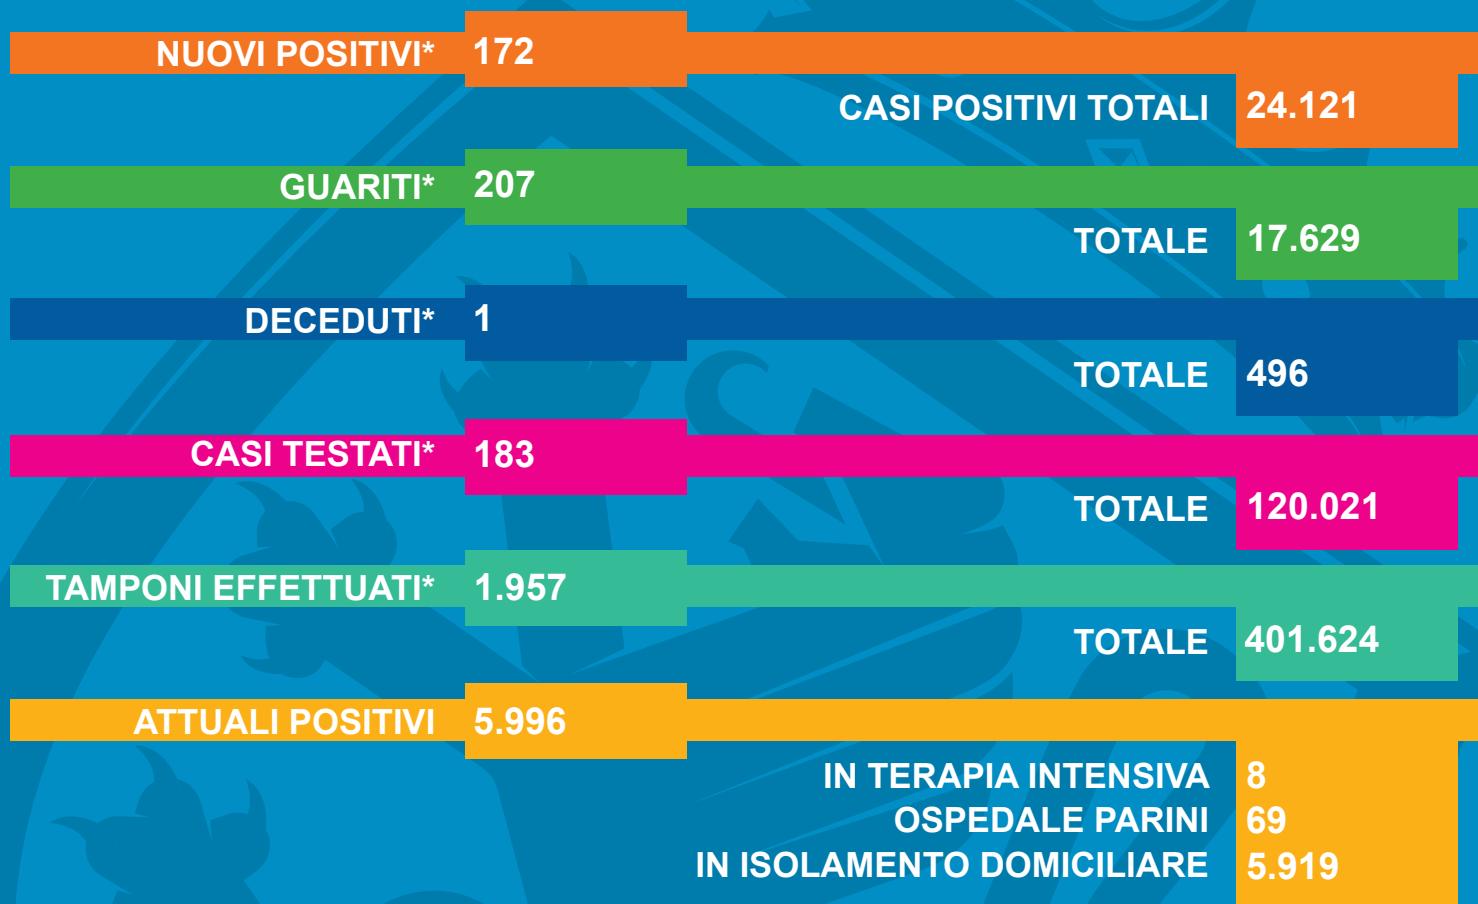 NUOVI POSITIVI* 172
CASI POSITIVI TOTALI 24.121
GUARITI* 207
TOTALE 17.629
DECEDUTI* 1
TOTALE 496
CASI TESTATI* 183
TOTALE 120.021
TAMPONI EFFETTUATI* 1.957
TOTALE 401.624
ATTUALI POSITIVI 5.996
IN TERAPIA INTENSIVA 8
OSPEDALE PARINI 69
IN ISOLAMENTO DOMICILIARE 5.919